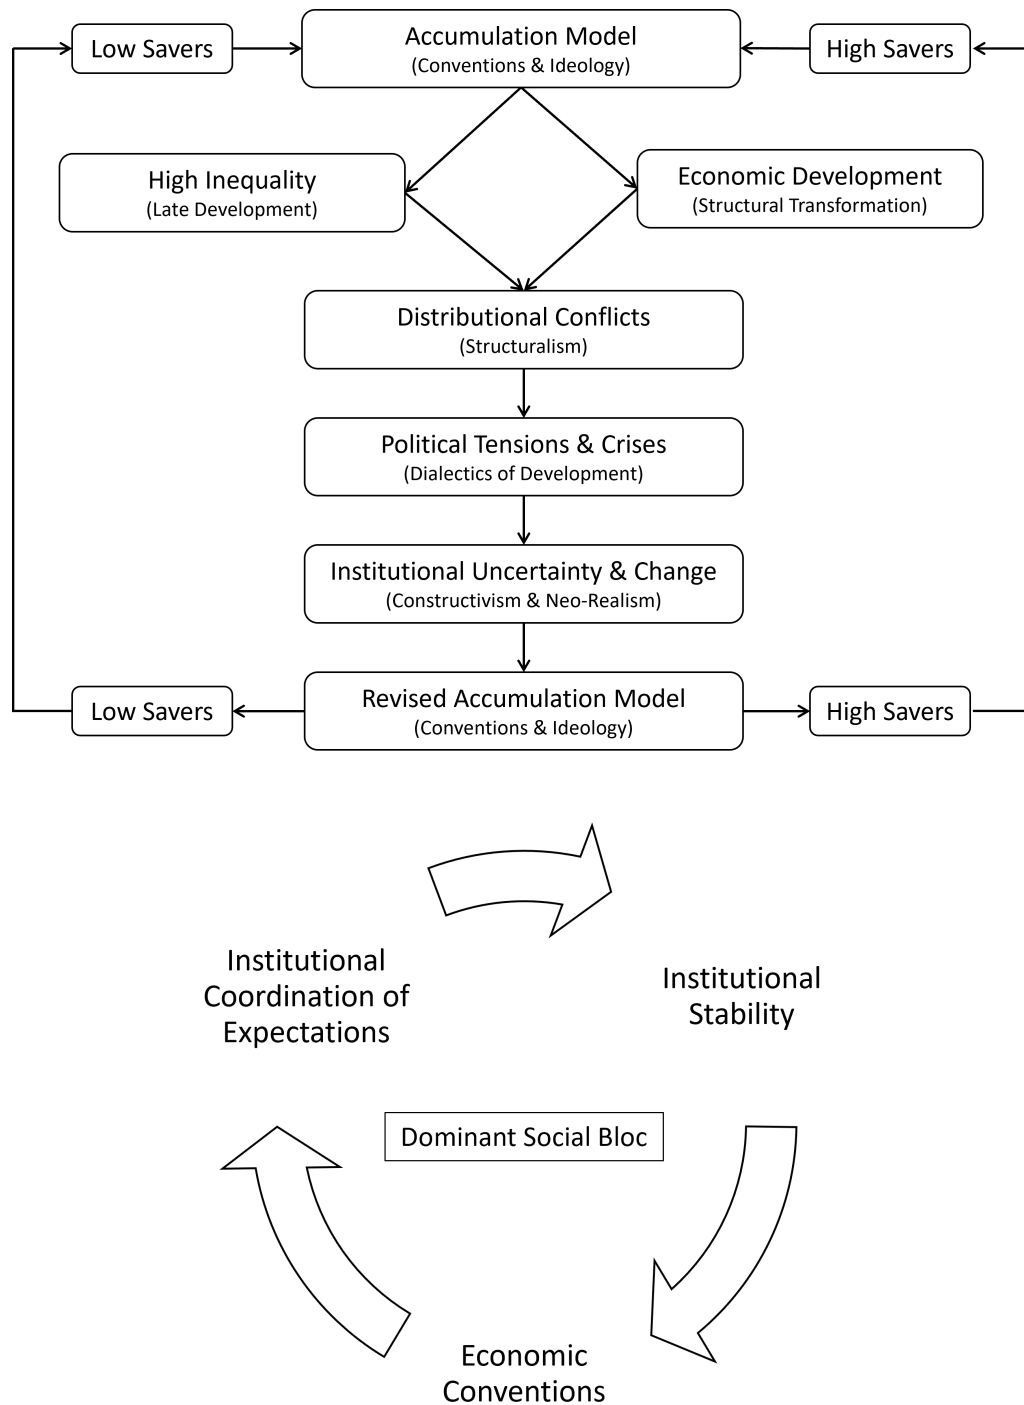 Low Savers
Accumulation Model
(Conventions & Ideology)
High Savers
High Inequality
(Late Development)
Economic Development
(Structural Transformation)
Distributional Conflicts
(Structuralism)
Political Tensions & Crises
(Dialectics of Development)
Institutional Uncertainty & Change
(Constructivism & Neo-Realism)
Low Savers
Revised Accumulation Model
(Conventions & Ideology)
High Savers
Institutional
Coordination of
Expectations
Institutional
Stability
Dominant Social Bloc
Economic
Conventions